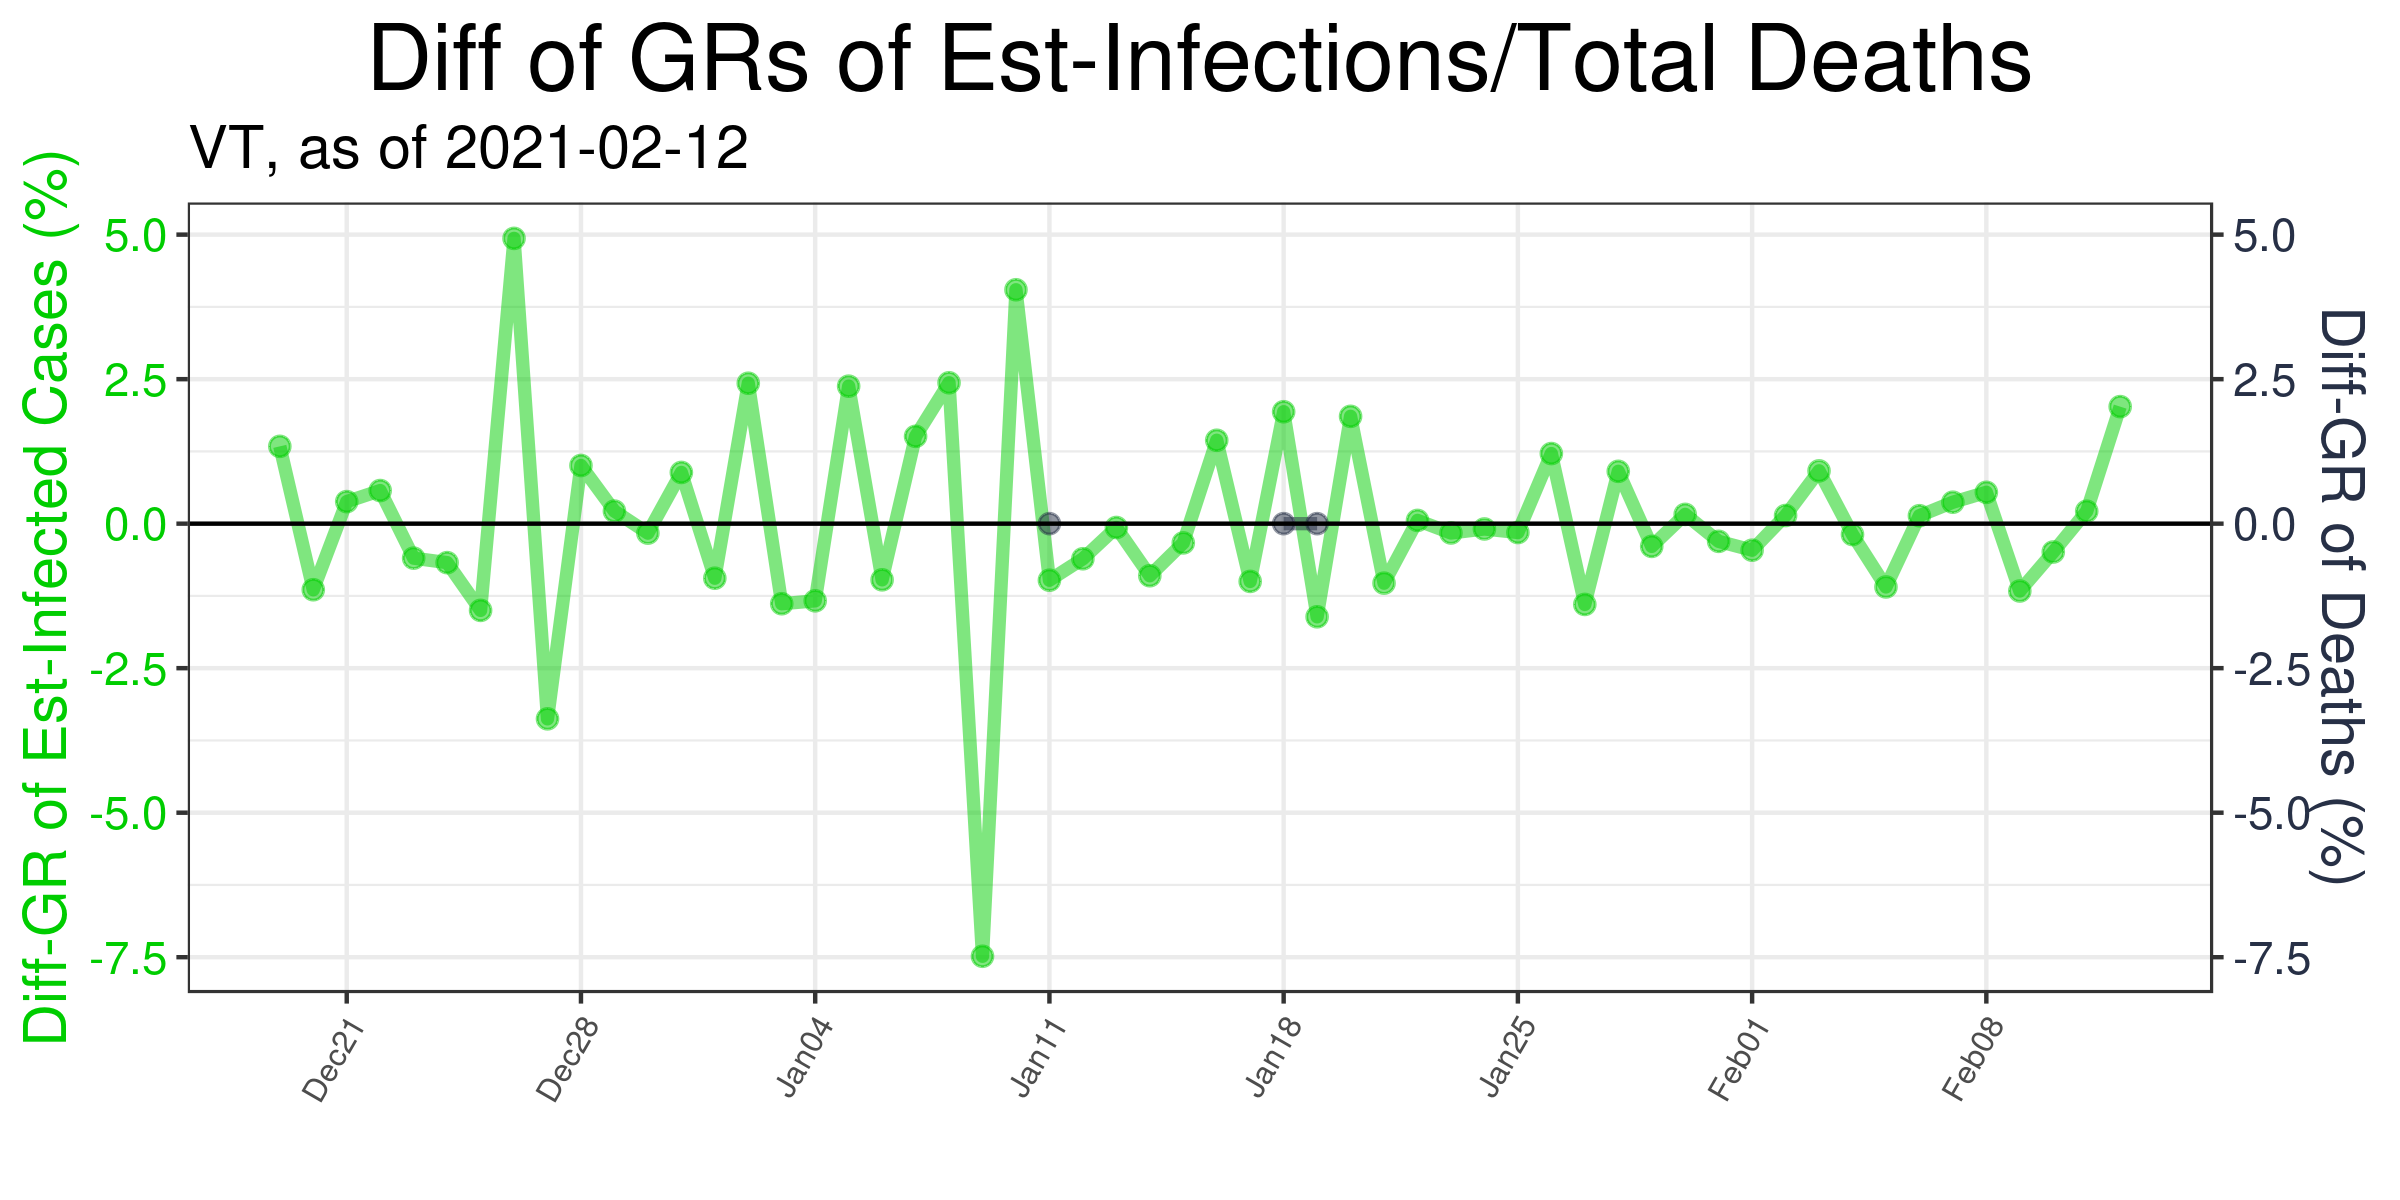 Diff of GRs of Est-Infections/Total Deaths
VT, as of 2021-02-12
Diff-GR of Est-Infected Cases (%)
5.0
2.5
0.0
-2.5
-5.0
-7.5
5.0
2.5
0.0
-2.5
-5.0
-7.5
Diff-GR of Deaths (%)
Dec21
Dec28
Jan04
Jan11
Jan18
Jan25
Feb01
Feb08